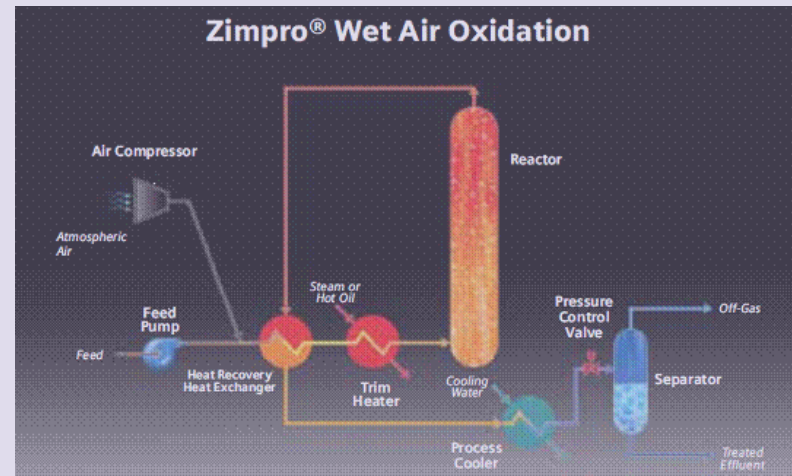 Zimpro® Wet Air Oxidation
Air Compressor
Reactor
Atmospheric
Air
Steam or
Hot Oil
Pressure
Control
Valve
Off-Gas
Feed
Pump
Feed
Heat Recovery
Heat Exchanger
Trim
Heater
Cooling
Water
Separator
Process
Cooler
Treated
Effluent